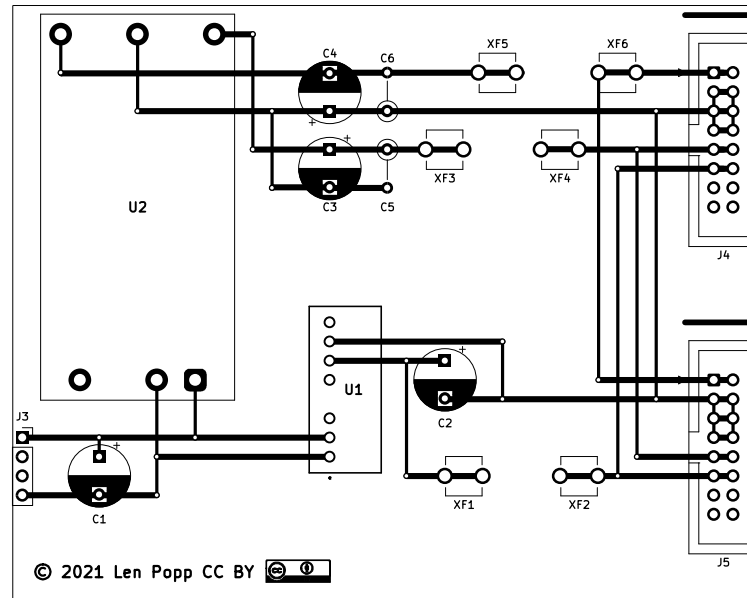 XF5
XF6
C4
C6
+
+
XF3
XF4
U2
C3
C5
J4
U1
+
J3
C2
+
XF1
XF2
C1
J5
© 2021 Len Popp CC BY
cc